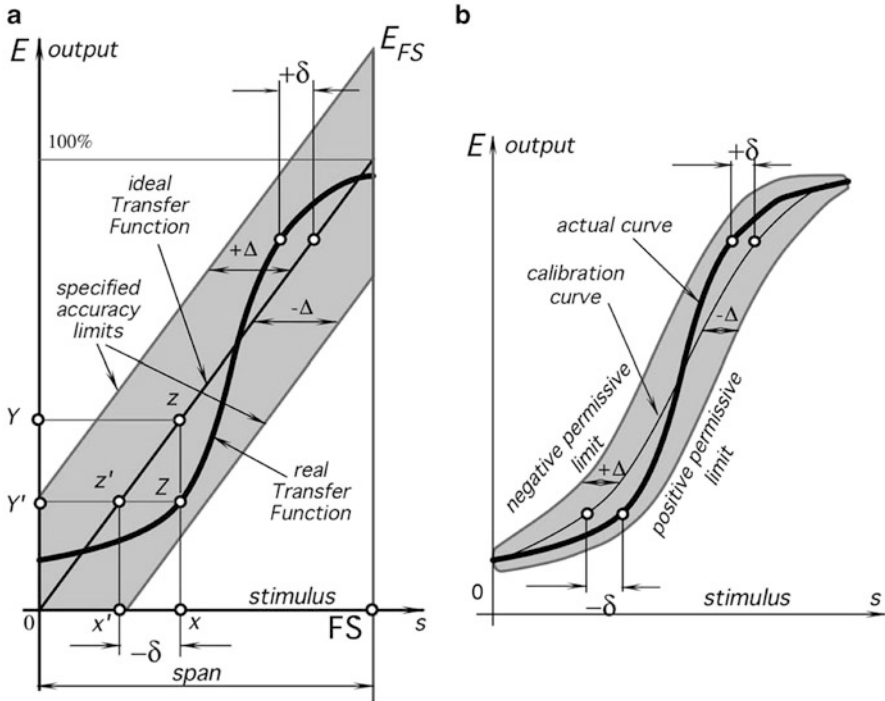 a
E output
E_FS
+δ
100%
ideal
Transfer
Function
+Δ
-Δ
specified
accuracy
limits
Y
z
Y'
z'
Z
real
Transfer
Function
0
x'
x
stimulus
FS
s
−δ
span
b
E output
+δ
actual curve
calibration
curve
-Δ
negative permissive
limit
+Δ
positive permissive
limit
0
stimulus
s
−δ